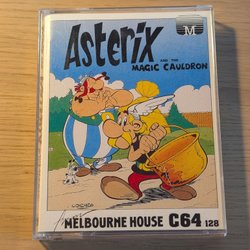 Asterix
AND THE
MAGIC CAULDRON
M
MELBOURNE HOUSE C64 128